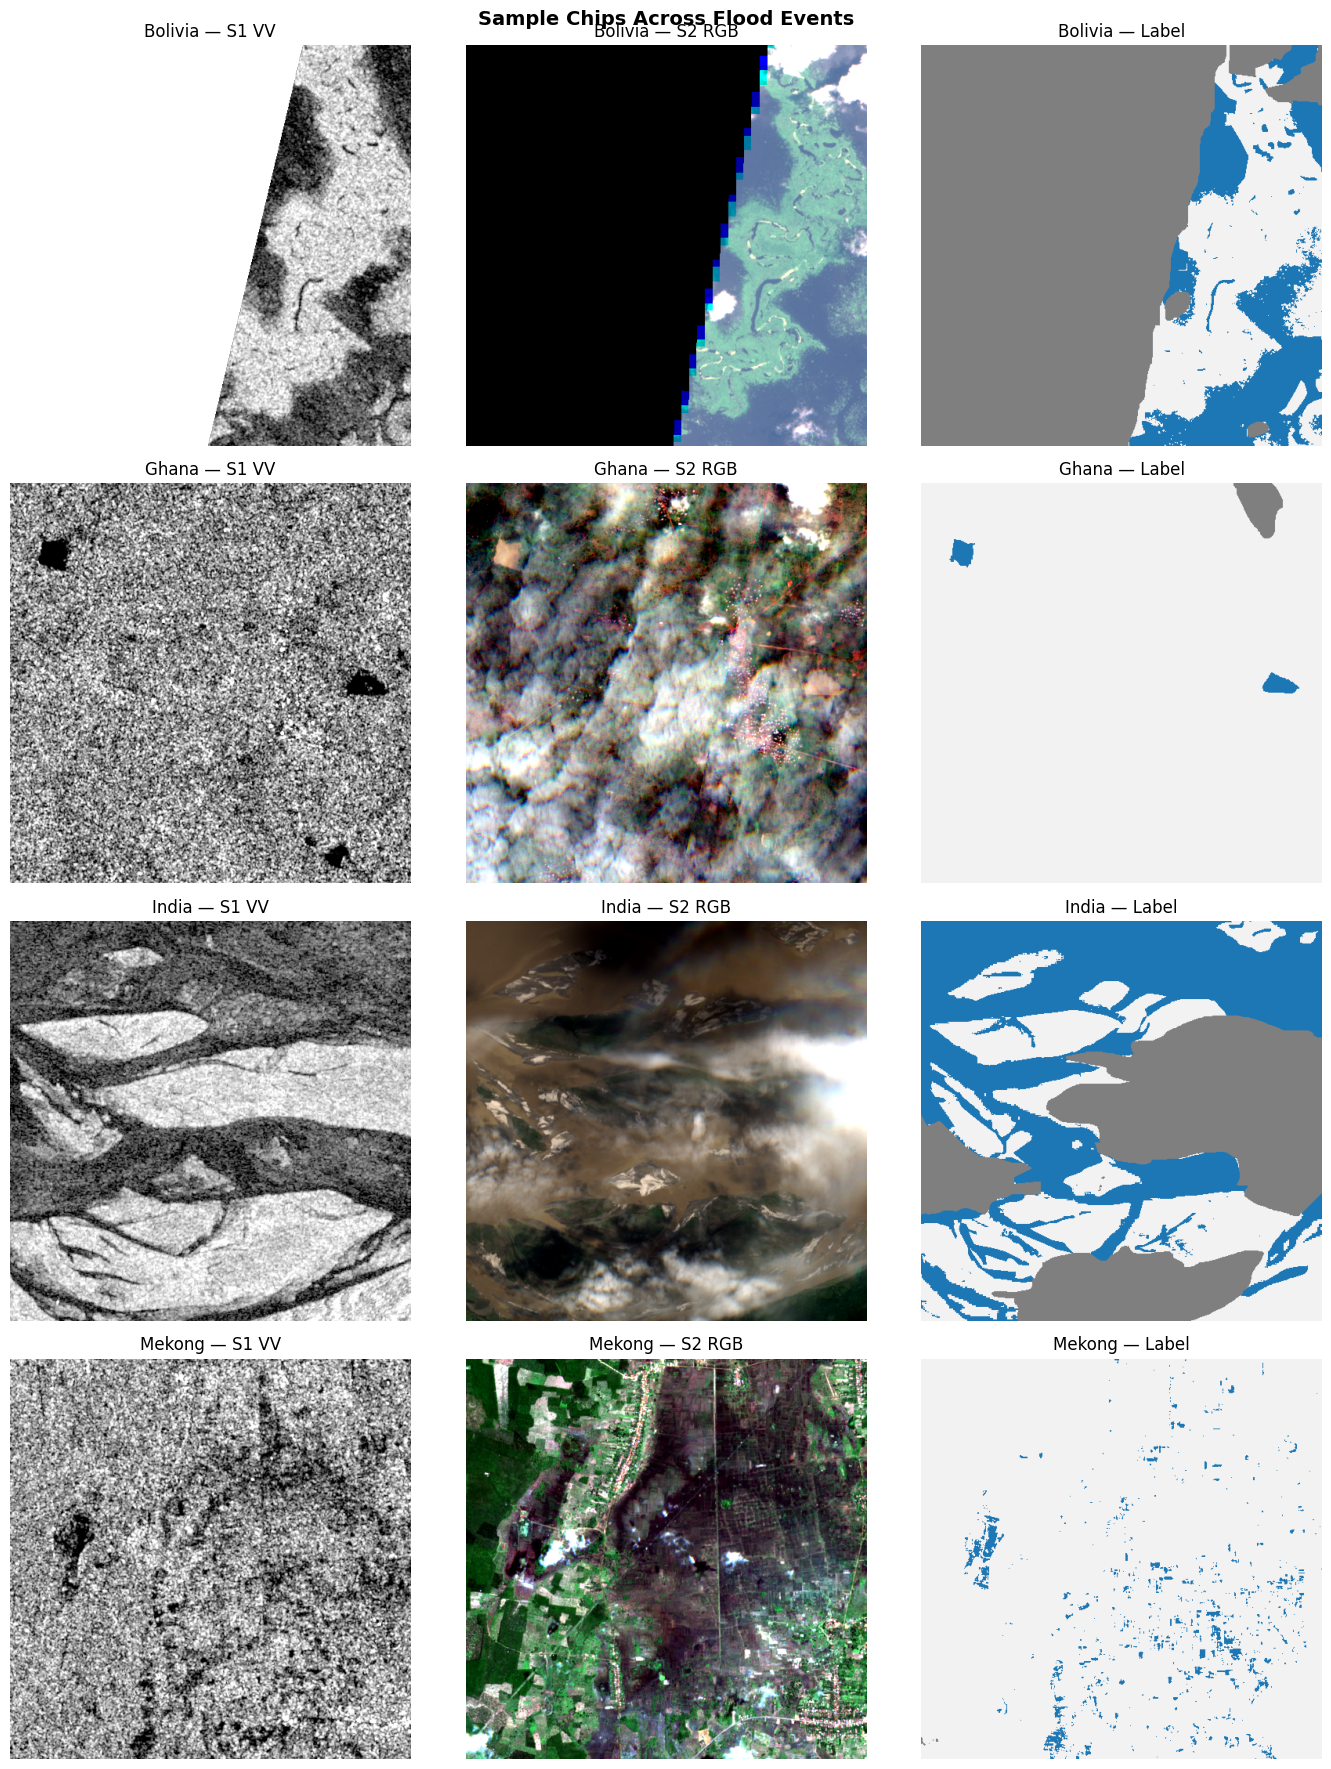 Sample Chips Across Flood Events
Bolivia — S1 VV
Bolivia — S2 RGB
Bolivia — Label
Ghana — S1 VV
Ghana — S2 RGB
Ghana — Label
India — S1 VV
India — S2 RGB
India — Label
Mekong — S1 VV
Mekong — S2 RGB
Mekong — Label